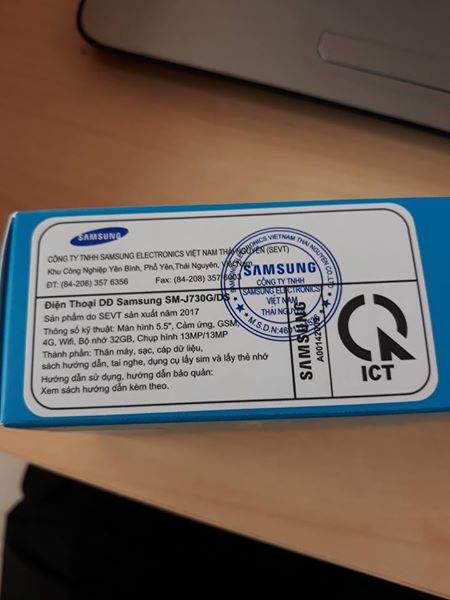 SAMSUNG
CÔNG TY TNHH SAMSUNG ELECTRONICS VIỆT NAM THÁI NGUYÊN (SEVT)
Khu Công Nghiệp Yên Bình, Phổ Yên,Thái Nguyên, Việt Nam
ĐT: (84-208) 357 6356 Fax: (84-208) 357 6003
Điện Thoại DĐ Samsung SM-J730G/DS
Sản phẩm do SEVT sản xuất năm 2017
Thông số kỹ thuật: Màn hình 5.5", Cảm ứng, GSM,
4G, Wifi, Bộ nhớ 32GB, Chụp hình 13MP/13MP
Thành phần: Thân máy, sạc, cáp dữ liệu,
sách hướng dẫn, tai nghe, dụng cụ lấy sim và lấy thẻ nhớ
Hướng dẫn sử dụng, hướng dẫn bảo quản:
Xem sách hướng dẫn kèm theo.
SAMSUNG
CÔNG TY
TNHH
SAMSUNG ELECTRONICS
VIỆT NAM
THÁI NGUYÊN
SAMSUNG
ICT